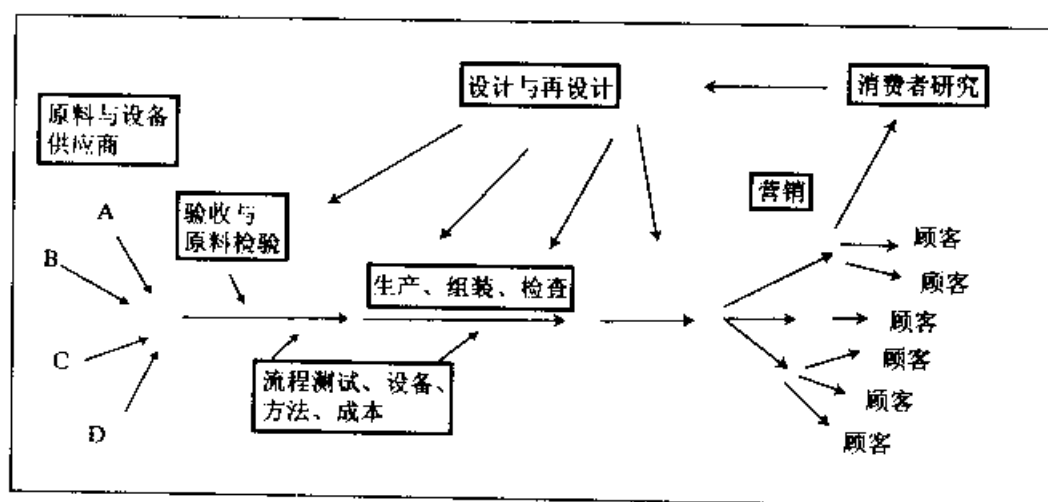 设计与再设计
消费者研究
原料与设备
供应商
营销
A
验收与
原料检验
B
顾客
顾客
生产、组装、检查
顾客
C
顾客
流程测试、设备、
方法、成本
顾客
D
顾客